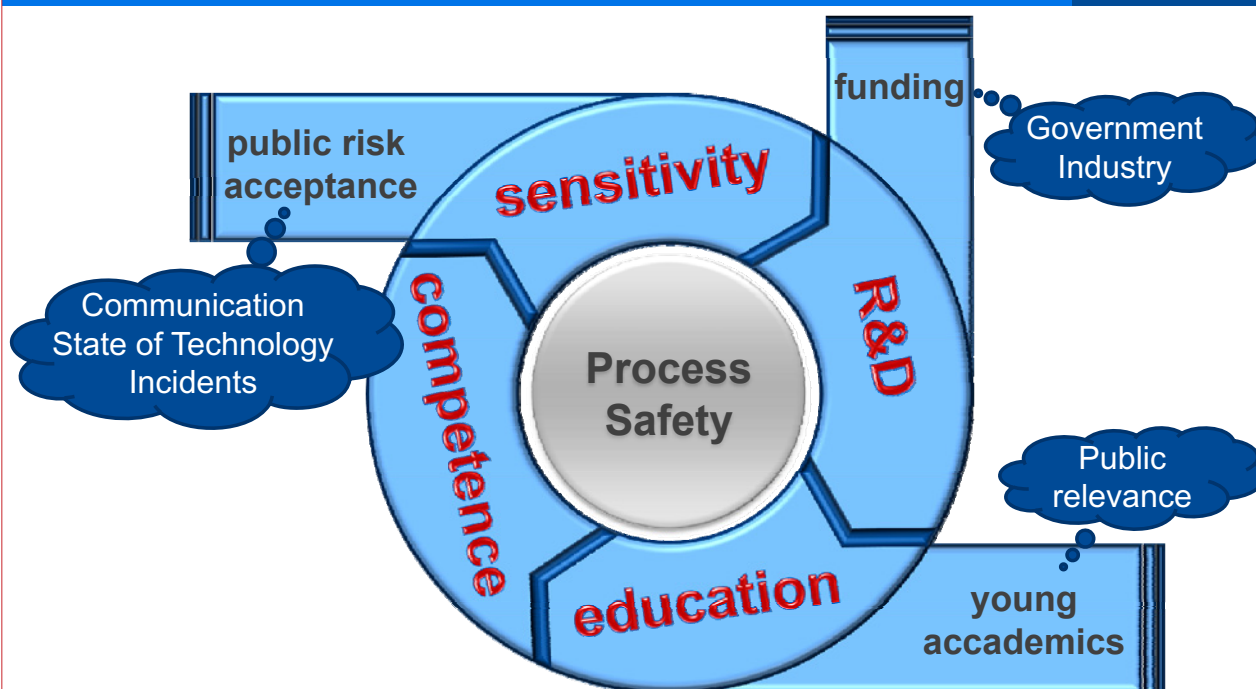 funding
Government
Industry
public risk
acceptance
sensitivity
Communication
State of Technology
Incidents
competence
R&D
Process
Safety
Public
relevance
education
young
accademics